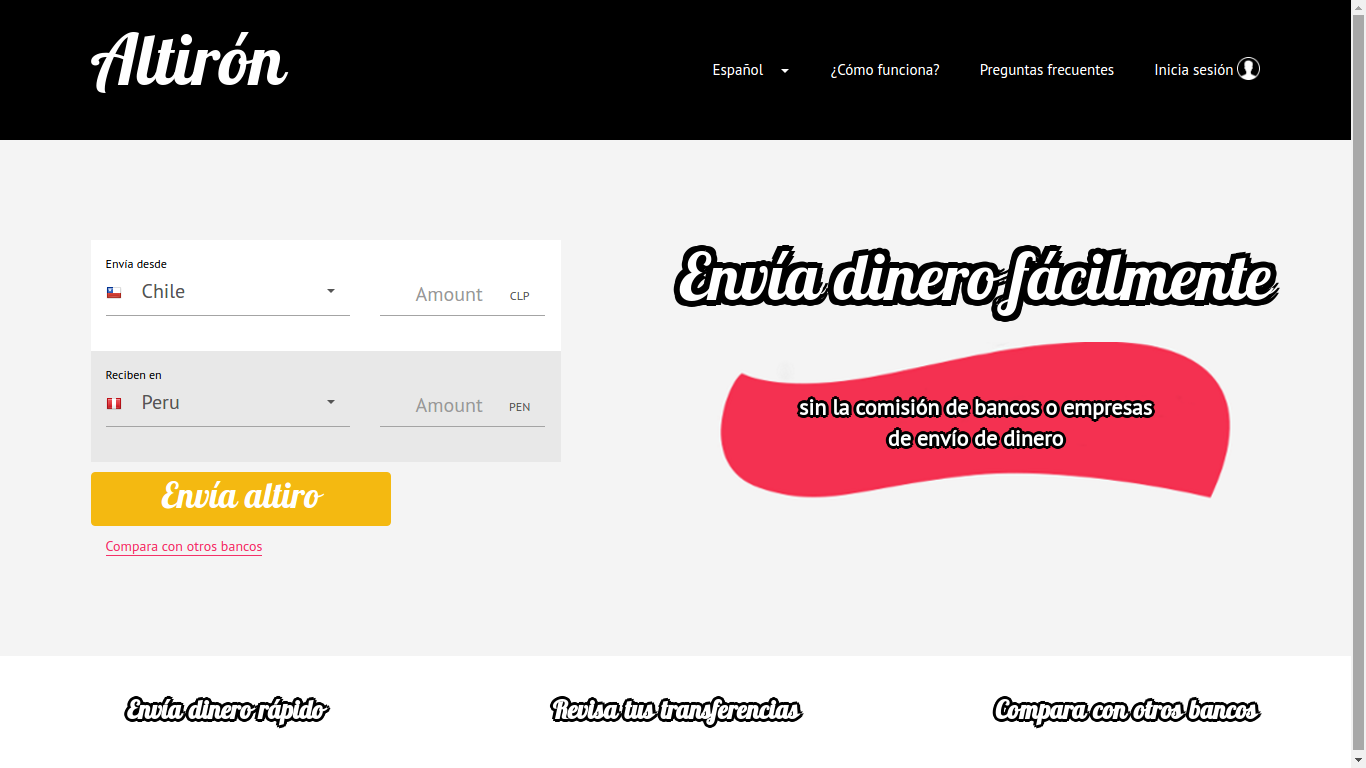 Altirón
Español ¿Cómo funciona? Preguntas frecuentes Inicia sesión
Envía desde
Chile Amount CLP
Reciben en
Peru Amount PEN
Envía altiro
Compara con otros bancos
Envía dinero fácilmente
sin la comisión de bancos o empresas
de envío de dinero
Envía dinero rápido Revisa tus transferencias Compara con otros bancos